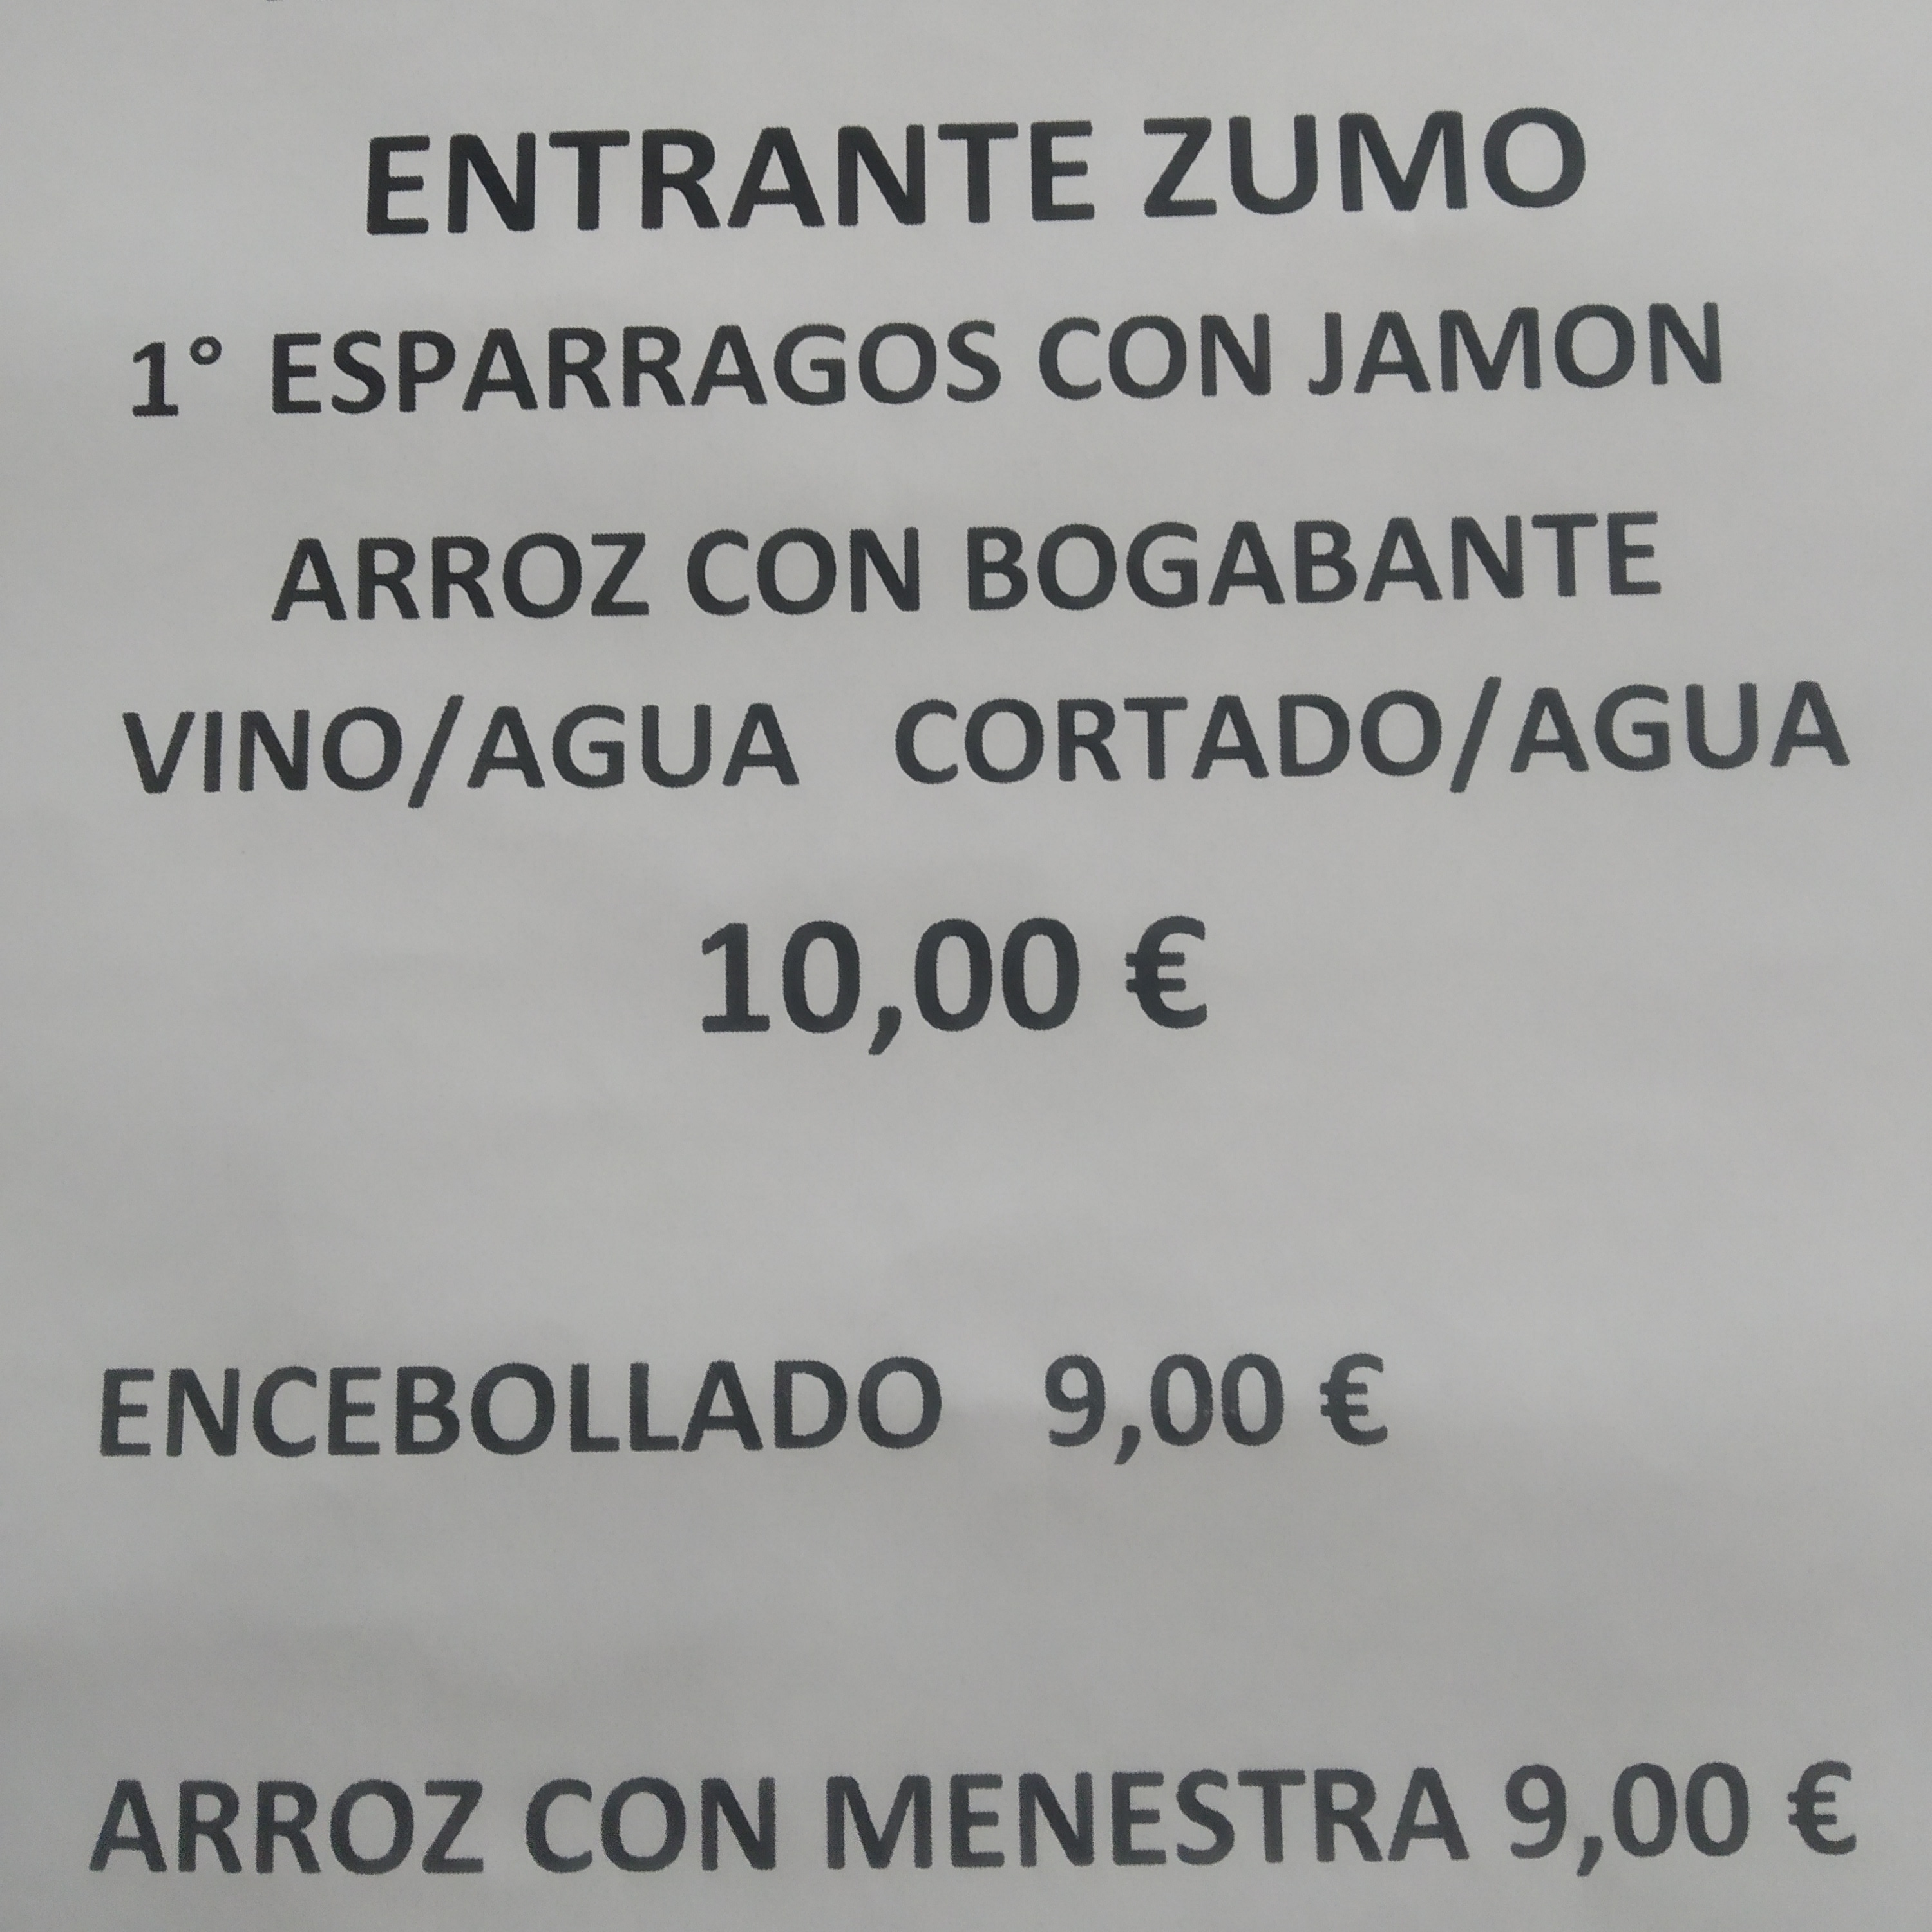 ENTRANTE ZUMO
1° ESPARRAGOS CON JAMON
ARROZ CON BOGABANTE
VINO/AGUA CORTADO/AGUA
10,00 €
ENCEBOLLADO 9,00 €
ARROZ CON MENESTRA 9,00 €